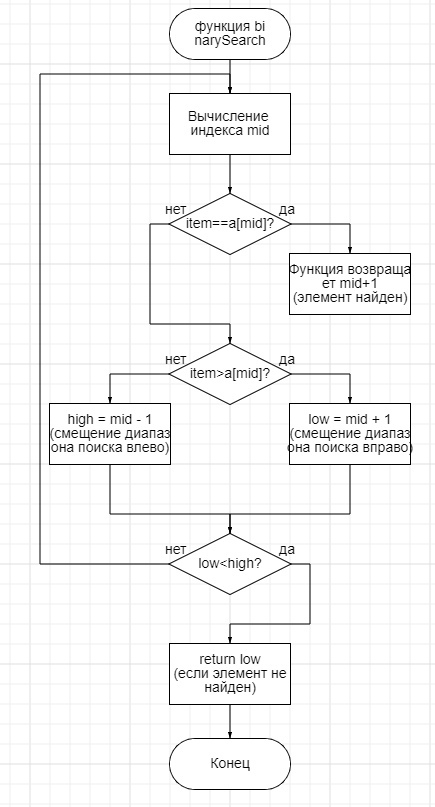 функция bi
narySearch
Вычисление
индекса mid
нет
item==a[mid]?
да
Функция возвраща
ет mid+1
(элемент найден)
нет
item>a[mid]?
да
high = mid - 1
(смещение диапаз
она поиска влево)
low = mid + 1
(смещение диапаз
она поиска вправо)
нет
low<high?
да
return low
(если элемент не
найден)
Конец